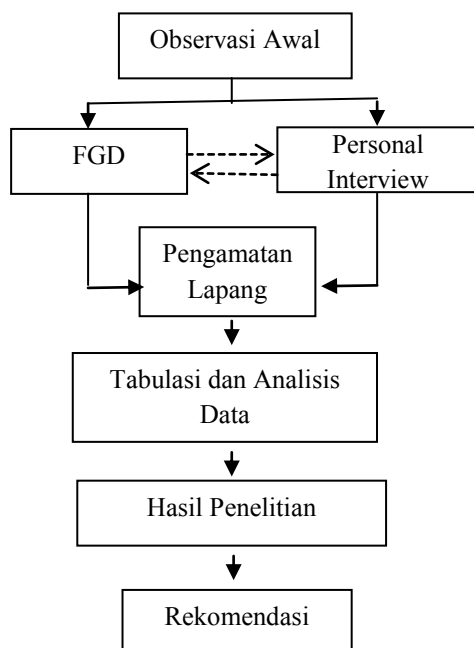 Observasi Awal
FGD
Personal
Interview
Pengamatan
Lapang
Tabulasi dan Analisis
Data
Hasil Penelitian
Rekomendasi